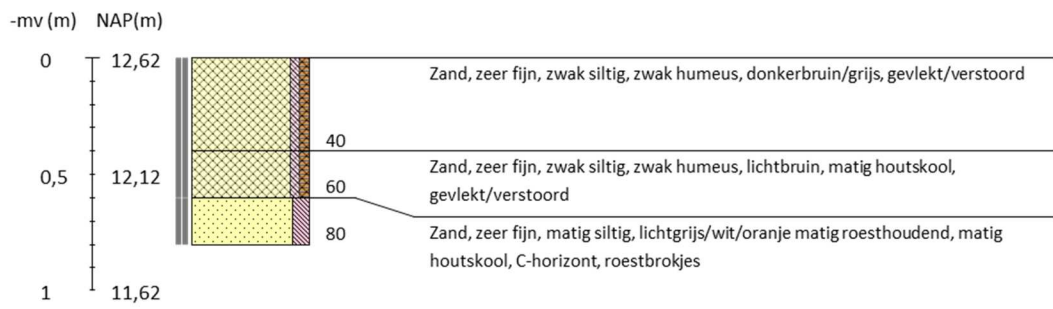 -mv (m) NAP(m)
0 12,62
Zand, zeer fijn, zwak siltig, zwak humeus, donkerbruin/grijs, gevlekt/verstoord
40
Zand, zeer fijn, zwak siltig, zwak humeus, lichtbruin, matig houtskool,
gevlekt/verstoord
0,5 12,12
60
Zand, zeer fijn, matig siltig, lichtgrijs/wit/oranje matig roesthoudend, matig
houtskool, C-horizont, roestbrokjes
80
1 11,62